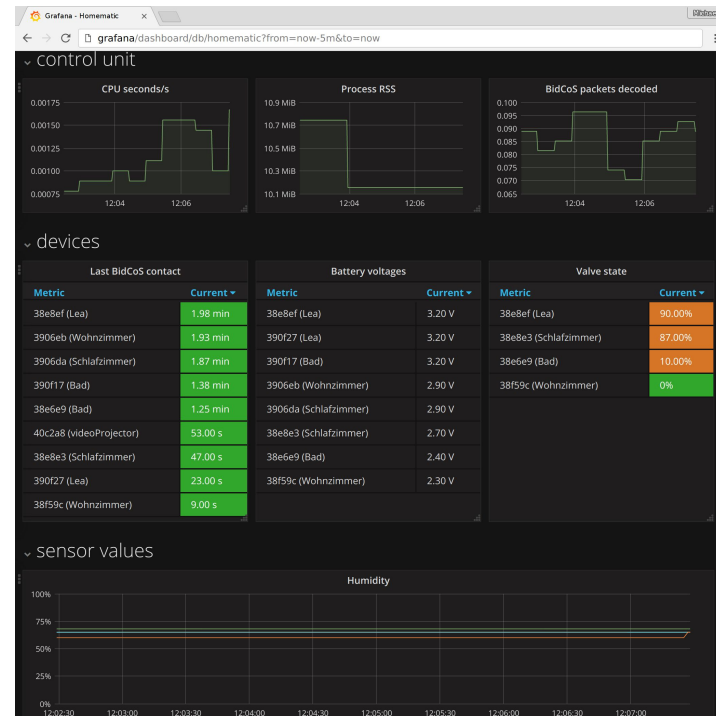 Grafana - Homematic
grafana/dashboard/db/homematic?from=now-5m&to=now
control unit
CPU seconds/s
0.00175
0.00150
0.00125
0.00100
0.00075
12:04 12:06
Process RSS
10.9 MiB
10.7 MiB
10.5 MiB
10.3 MiB
10.1 MiB
12:04 12:06
BidCoS packets decoded
0.100
0.095
0.090
0.085
0.080
0.075
0.070
0.065
12:04 12:06
devices
Last BidCoS contact
Metric Current
38e8ef (Lea) 1.98 min
3906eb (Wohnzimmer) 1.93 min
3906da (Schlafzimmer) 1.87 min
390f17 (Bad) 1.38 min
38e6e9 (Bad) 1.25 min
40c2a8 (videoProjector) 53.00 s
38e8e3 (Schlafzimmer) 47.00 s
390f27 (Lea) 23.00 s
38f59c (Wohnzimmer) 9.00 s
Battery voltages
Metric Current
38e8ef (Lea) 3.20 V
390f27 (Lea) 3.20 V
390f17 (Bad) 3.20 V
3906eb (Wohnzimmer) 2.90 V
3906da (Schlafzimmer) 2.90 V
38e8e3 (Schlafzimmer) 2.70 V
38e6e9 (Bad) 2.40 V
38f59c (Wohnzimmer) 2.30 V
Valve state
Metric Current
38e8ef (Lea) 90.00%
38e8e3 (Schlafzimmer) 87.00%
38e6e9 (Bad) 10.00%
38f59c (Wohnzimmer) 0%
sensor values
Humidity
100%
75%
50%
25%
0%
12:02:30 12:03:00 12:03:30 12:04:00 12:04:30 12:05:00 12:05:30 12:06:00 12:06:30 12:07:00